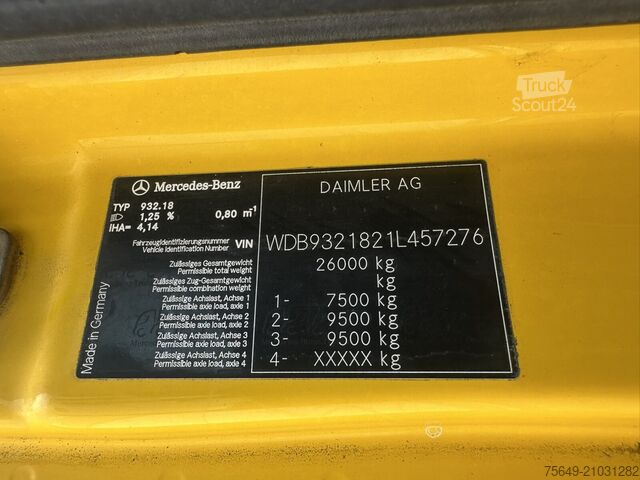 Truck
Scout24
Mercedes-Benz
DAIMLER AG
TYP 932.18
1,25 % 0,80 m⁻¹
IHA= 4,14
Fahrzeugidentifizierungsnummer
Vehicle Identification Number VIN WDB9321821L457276
Zulässiges Gesamtgewicht
Permissible total weight 26000 kg
Zulässiges Zug-Gesamtgewicht
Permissible combination weight kg
Zulässige Achslast, Achse 1
Permissible axle load, axle 1 1- 7500 kg
Zulässige Achslast, Achse 2
Permissible axle load, axle 2 2- 9500 kg
Zulässige Achslast, Achse 3
Permissible axle load, axle 3 3- 9500 kg
Zulässige Achslast, Achse 4
Permissible axle load, axle 4 4- XXXXX kg
Made in Germany
75649-21031282